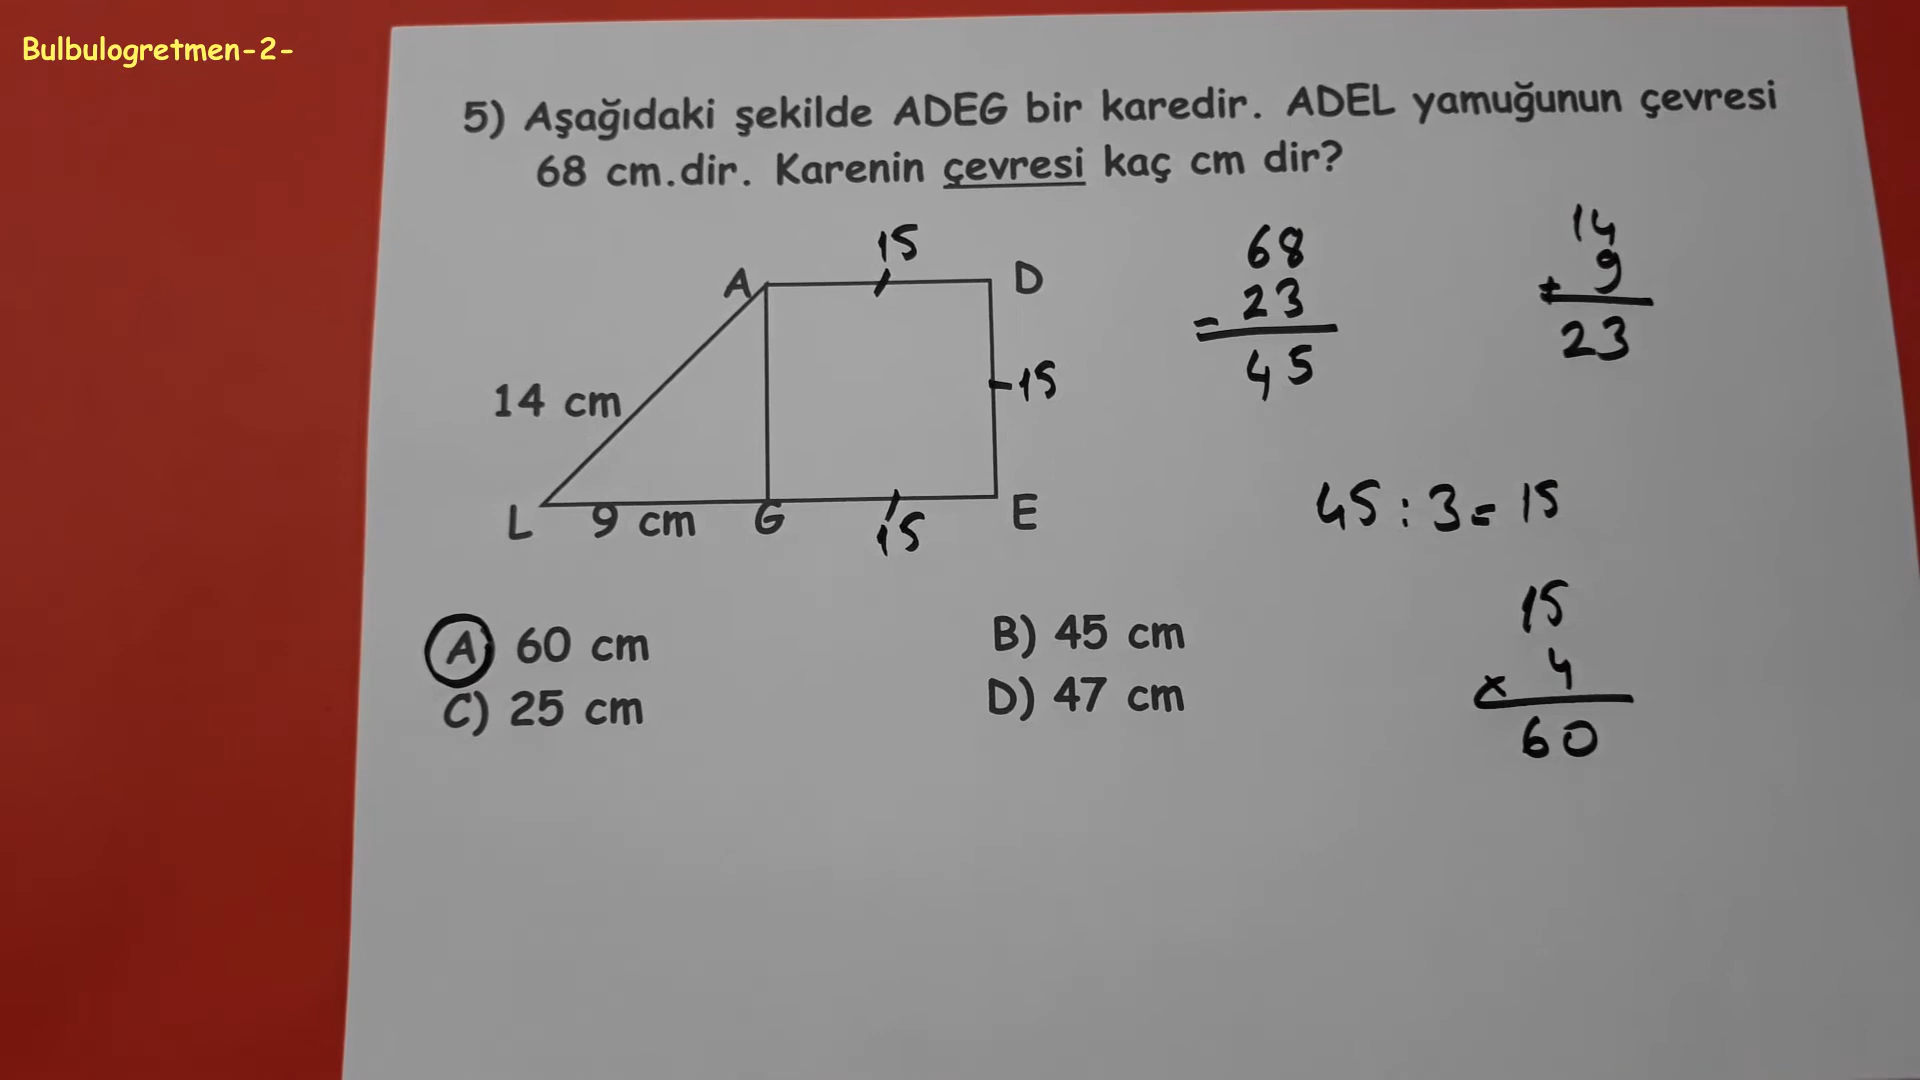 Bulbulogretmen-2-
5) Aşağıdaki şekilde ADEG bir karedir. ADEL yamuğunun çevresi
68 cm.dir. Karenin çevresi kaç cm dir?
15
A
D
14 cm
15
L
9 cm
G
15
E
68
- 23
45
14
+ 9
23
45 : 3 = 15
15
x 4
60
A) 60 cm
B) 45 cm
C) 25 cm
D) 47 cm